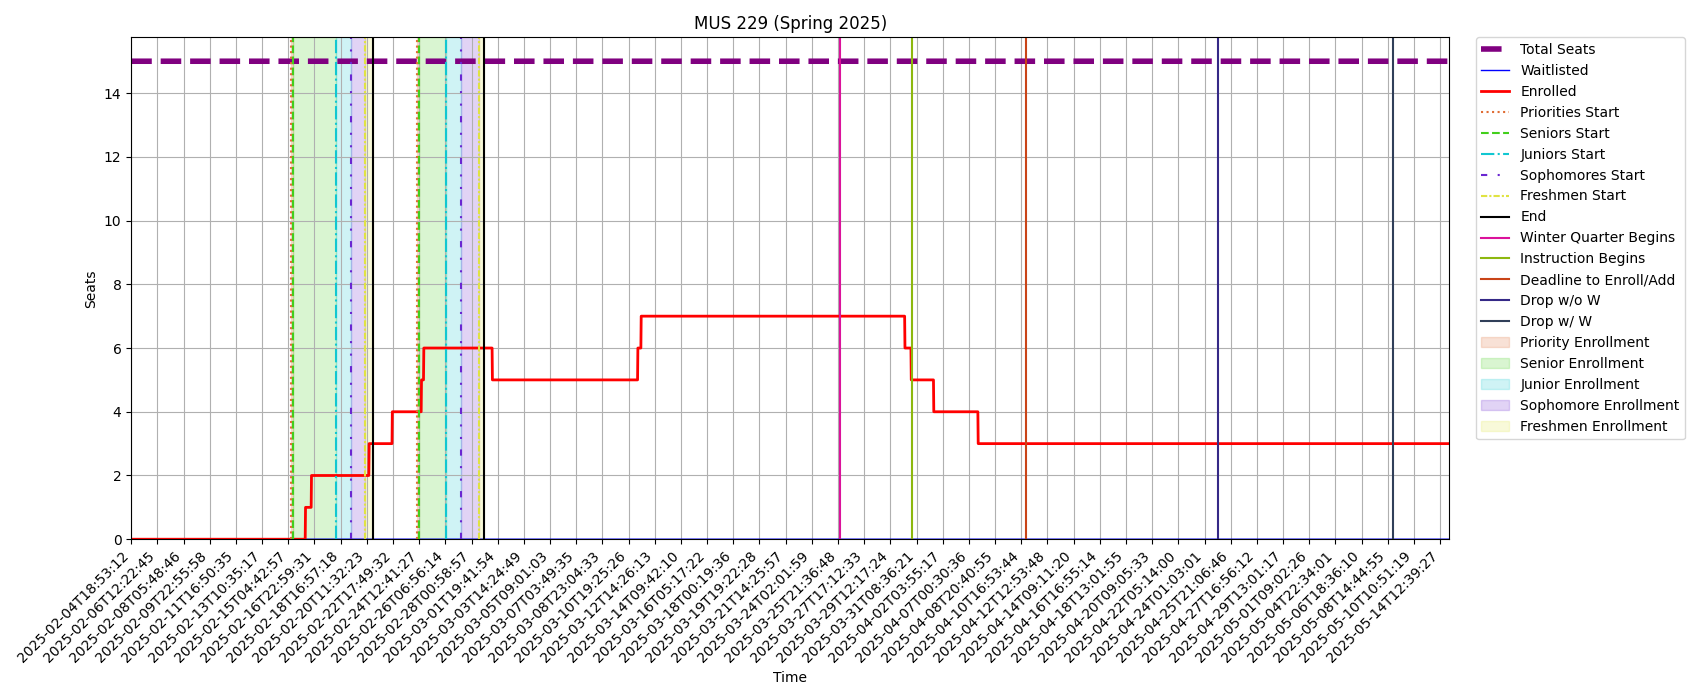 MUS 229 (Spring 2025)
Seats
14
12
10
8
6
4
2
0
2025-02-04T18:53:12
2025-02-06T12:22:45
2025-02-08T05:48:46
2025-02-09T22:55:58
2025-02-11T16:50:35
2025-02-13T10:35:17
2025-02-15T04:42:57
2025-02-16T22:59:31
2025-02-18T16:57:18
2025-02-20T11:32:23
2025-02-22T17:49:32
2025-02-24T12:41:27
2025-02-26T06:56:14
2025-02-28T00:58:57
2025-03-01T19:41:54
2025-03-03T14:24:49
2025-03-05T09:01:03
2025-03-07T03:49:35
2025-03-08T23:04:33
2025-03-10T19:25:26
2025-03-12T14:26:13
2025-03-14T09:42:10
2025-03-16T05:17:22
2025-03-18T00:19:36
2025-03-19T19:22:28
2025-03-21T14:25:57
2025-03-24T02:01:59
2025-03-25T21:36:48
2025-03-27T17:12:33
2025-03-29T12:17:24
2025-03-31T08:36:21
2025-04-02T03:55:17
2025-04-07T00:30:36
2025-04-08T20:40:55
2025-04-10T16:53:44
2025-04-12T12:53:48
2025-04-14T09:11:20
2025-04-16T16:55:14
2025-04-18T13:01:55
2025-04-20T09:05:33
2025-04-22T05:14:00
2025-04-24T01:03:01
2025-04-25T21:06:46
2025-04-27T16:56:12
2025-04-29T13:01:17
2025-05-01T09:02:26
2025-05-04T22:34:01
2025-05-06T18:36:10
2025-05-08T14:44:55
2025-05-10T10:51:19
2025-05-14T12:39:27
Time
Total Seats
Waitlisted
Enrolled
Priorities Start
Seniors Start
Juniors Start
Sophomores Start
Freshmen Start
End
Winter Quarter Begins
Instruction Begins
Deadline to Enroll/Add
Drop w/o W
Drop w/ W
Priority Enrollment
Senior Enrollment
Junior Enrollment
Sophomore Enrollment
Freshmen Enrollment